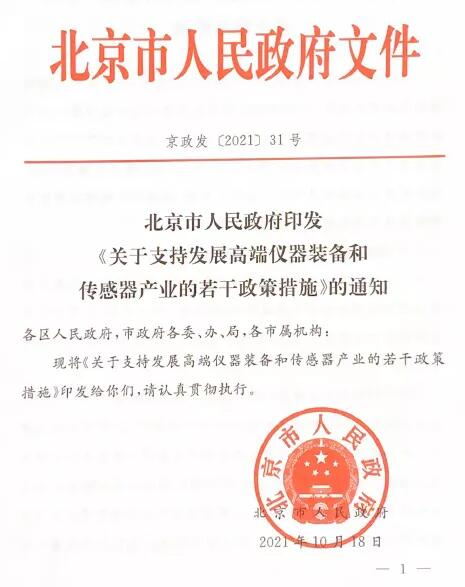 北京市人民政府文件
京政发〔2021〕31号
北京市人民政府印发
《关于支持发展高端仪器装备和
传感器产业的若干政策措施》的通知
各区人民政府,市政府各委、办、局,各市属机构:
现将《关于支持发展高端仪器装备和传感器产业的若干政策
措施》印发给你们,请认真贯彻执行。
北京市人民政府
北京市人民政府
2021年10月18日
— 1 —